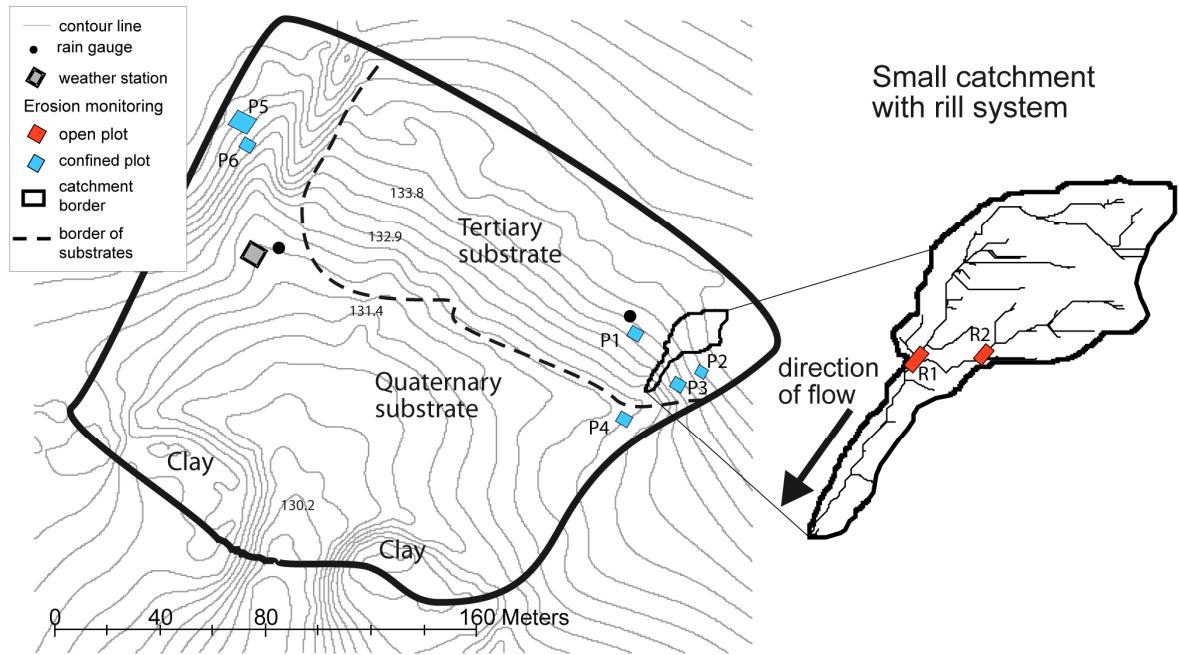 contour line
rain gauge
weather station
Erosion monitoring
open plot
confined plot
catchment
border
border of
substrates
P5
P6
133.8
132.9
131.4
Tertiary
substrate
P1
P2
P3
P4
Quaternary
substrate
Clay
130.2
Clay
0 40 80 160 Meters
Small catchment
with rill system
R2
R1
direction
of flow